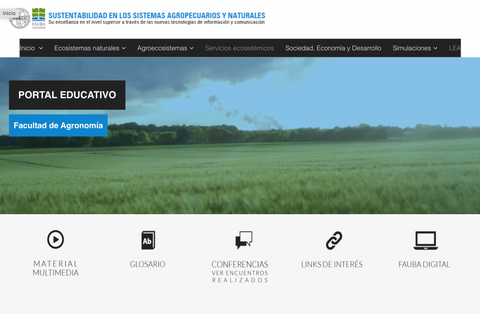 Inicio
FAUBA
SUSTENTABILIDAD EN LOS SISTEMAS AGROPECUARIOS Y NATURALES
Su enseñanza en el nivel superior a través de las nuevas tecnologías de información y comunicación
Inicio Ecosistemas naturales Agroecosistemas Servicios ecosistémicos Sociedad, Economía y Desarrollo Simulaciones LEA
PORTAL EDUCATIVO
Facultad de Agronomía
Ab
MATERIAL MULTIMEDIA
GLOSARIO
CONFERENCIAS
VER ENCUENTROS
REALIZADOS
LINKS DE INTERÉS
FAUBA DIGITAL